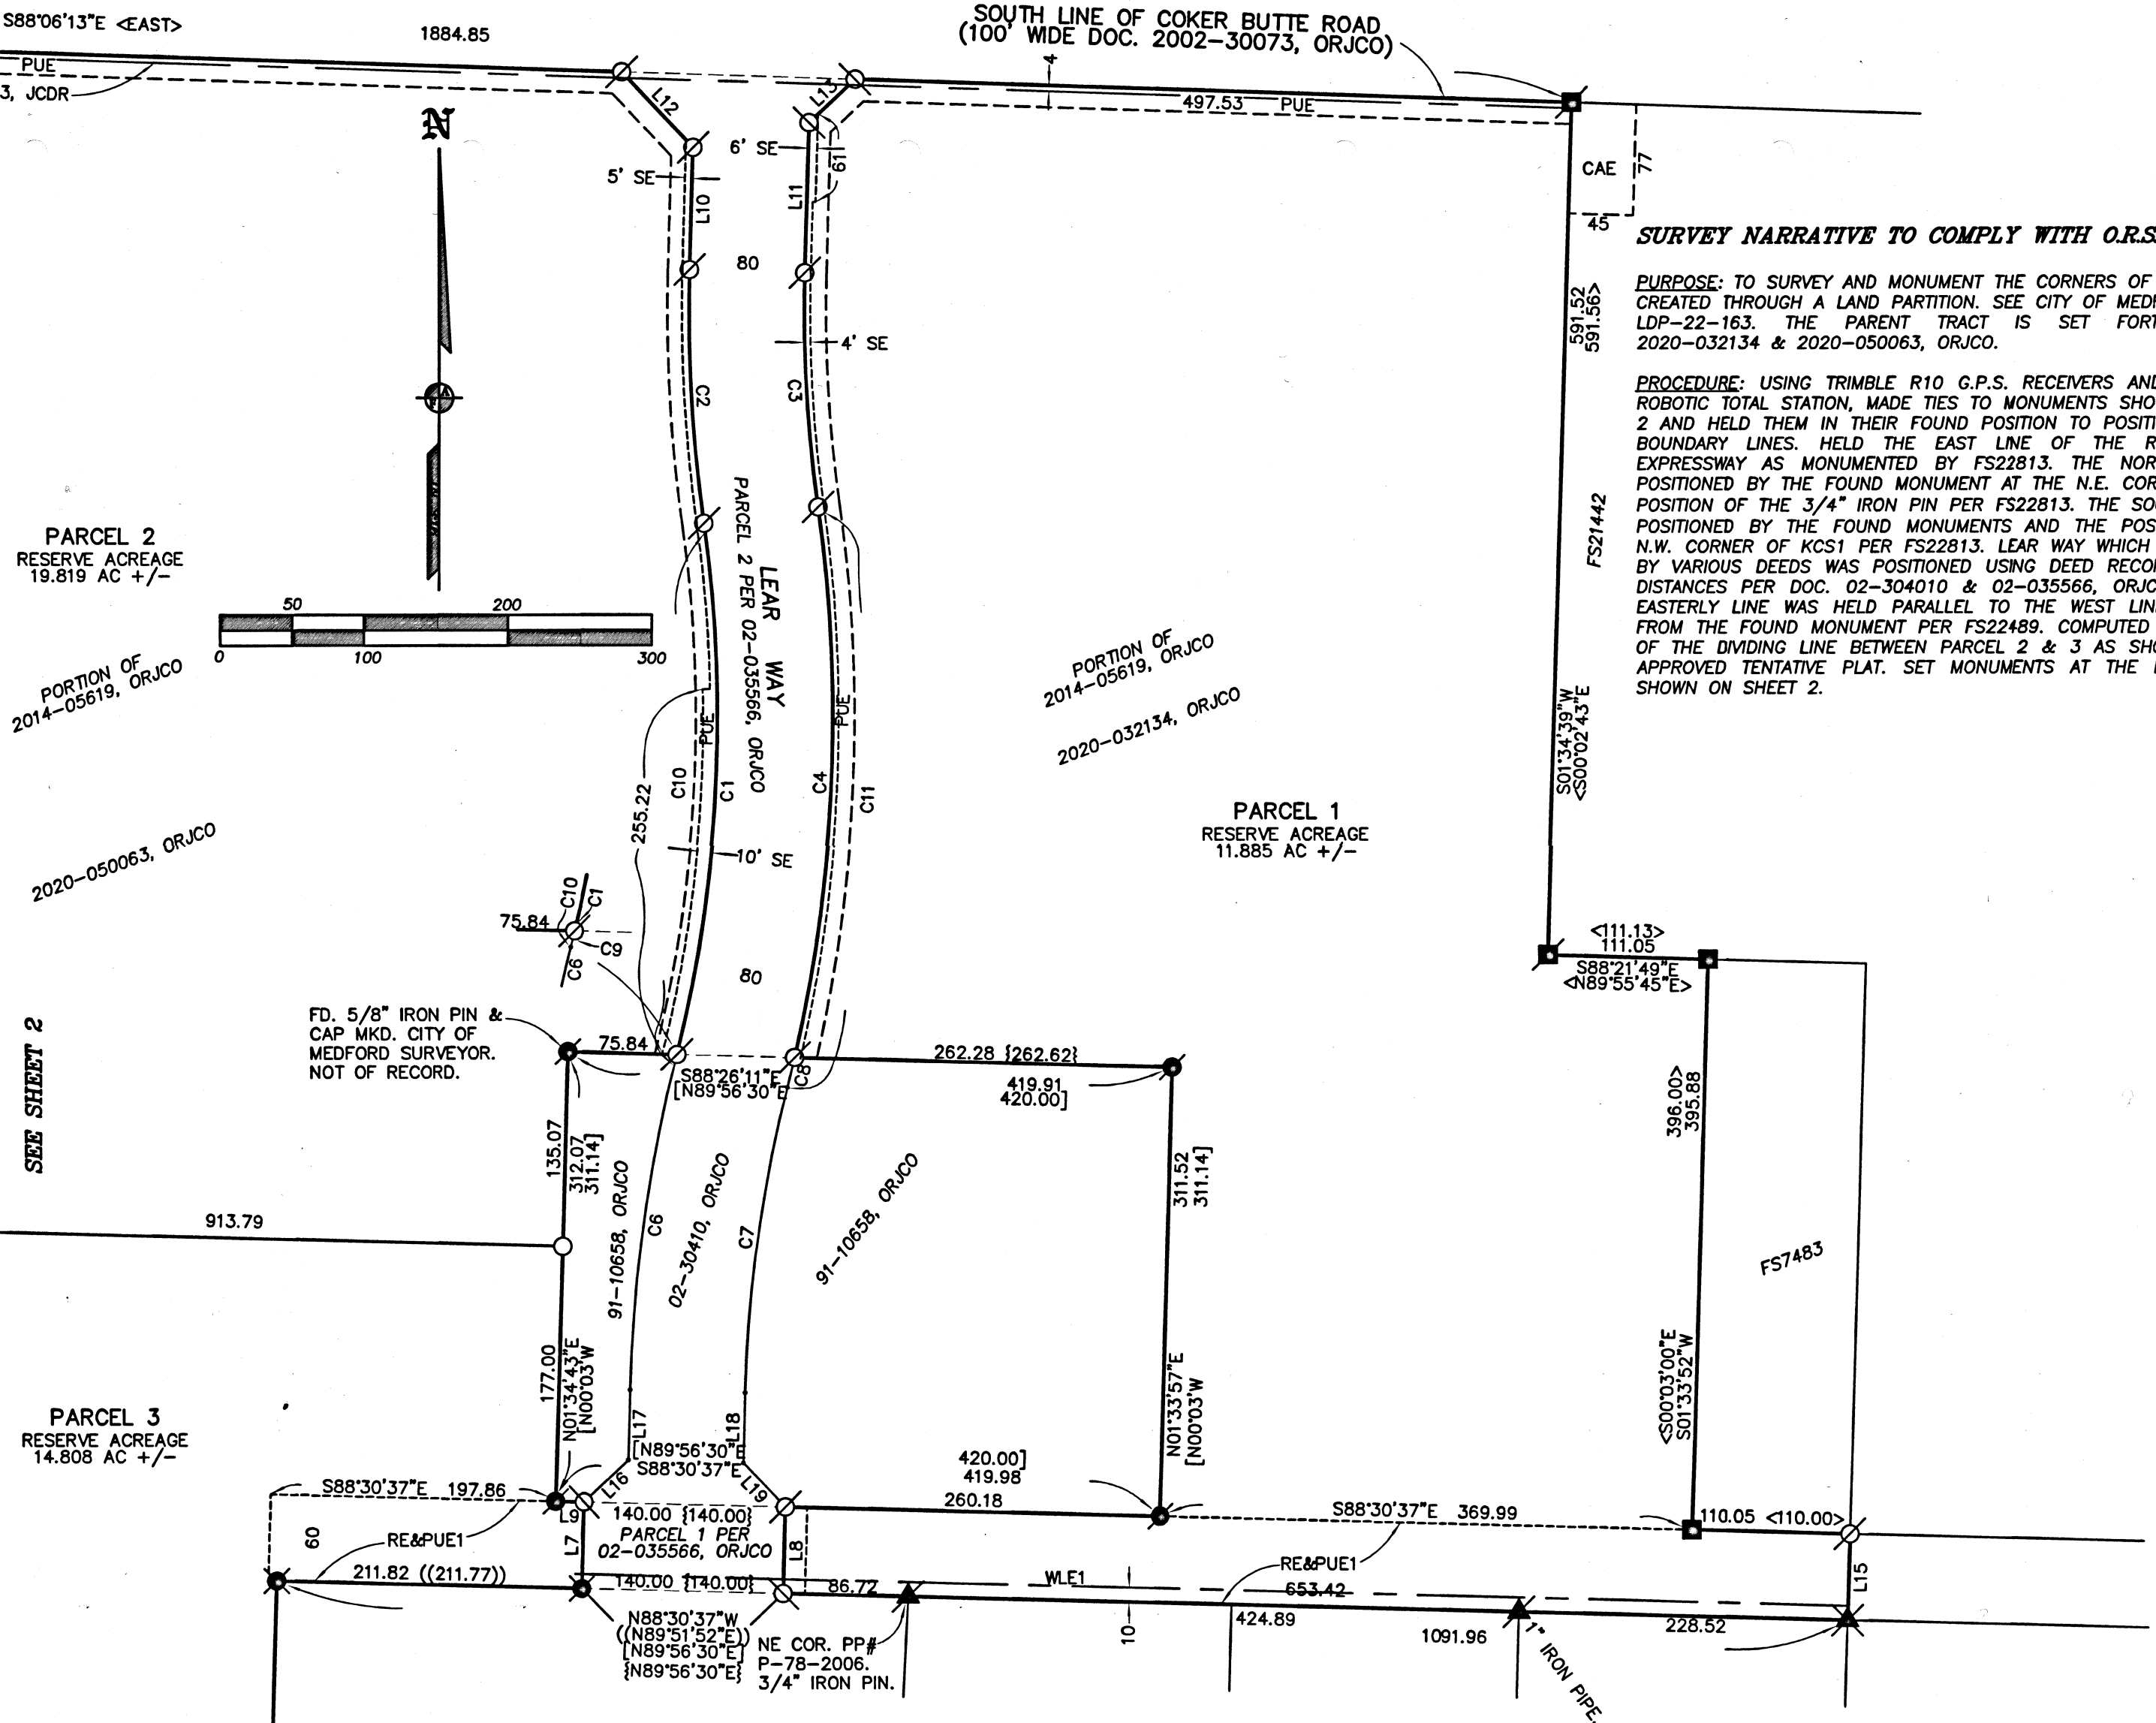 S88°06'13"E <EAST>
1884.85
SOUTH LINE OF COKER BUTTE ROAD
(100' WIDE DOC. 2002-30073, ORJCO)
PUE
3, JCDR
N
L12
L13
4
497.53 PUE
6' SE
61
5' SE
L10
L11
CAE
77
45
80
4' SE
C2
C3
591.52
591.56>
SURVEY NARRATIVE TO COMPLY WITH O.R.S.
PURPOSE: TO SURVEY AND MONUMENT THE CORNERS OF
CREATED THROUGH A LAND PARTITION. SEE CITY OF
LDP-22-163. THE PARENT TRACT IS SET
2020-032134 & 2020-050063, ORJCO.
PROCEDURE: USING TRIMBLE R10 G.P.S. RECEIVERS AND
ROBOTIC TOTAL STATION, MADE TIES TO MONUMENTS
2 AND HELD THEM IN THEIR FOUND POSITION TO
BOUNDARY LINES. HELD THE EAST LINE OF THE
EXPRESSWAY AS MONUMENTED BY FS22813. THE
POSITIONED BY THE FOUND MONUMENT AT THE N.E.
POSITION OF THE 3/4" IRON PIN PER FS22813. THE
POSITIONED BY THE FOUND MONUMENTS AND THE
N.W. CORNER OF KCS1 PER FS22813. LEAR WAY WHICH
BY VARIOUS DEEDS WAS POSITIONED USING DEED
DISTANCES PER DOC. 02-304010 & 02-035566,
EASTERLY LINE WAS HELD PARALLEL TO THE WEST
FROM THE FOUND MONUMENT PER FS22489. COMPUTED
OF THE DIVIDING LINE BETWEEN PARCEL 2 & 3 AS
APPROVED TENTATIVE PLAT. SET MONUMENTS AT THE
SHOWN ON SHEET 2.
FS21442
S01°34'39"W
<S00°02'43"E
PARCEL 2
RESERVE ACREAGE
19.819 AC +/-
50 200
0 100 300
PORTION OF
2014-05619, ORJCO
2020-050063, ORJCO
LEAR WAY
PARCEL 2 PER 02-035566, ORJCO
PUE
PUE
C10
C1
C4
C11
255.22
10' SE
PORTION OF
2014-05619, ORJCO
2020-032134, ORJCO
PARCEL 1
RESERVE ACREAGE
11.885 AC +/-
75.84
C10
C1
C9
C6
80
<111.13>
111.05
S88°21'49"E
<N89°55'45"E>
SEE SHEET 2
FD. 5/8" IRON PIN &
CAP MKD. CITY OF
MEDFORD SURVEYOR.
NOT OF RECORD.
75.84
S88°26'11"E
[N89°56'30"E
C8
262.28 {262.62}
419.91
420.00]
396.00>
395.88
135.07
312.07
311.14]
311.52
311.14]
91-10658, ORJCO
C6
02-30410, ORJCO
C7
91-10658, ORJCO
913.79
FS7483
177.00
N01°34'43"E
[N00°03'W
L17
L18
N01°33'57"E
[N00°03'W
<S00°03'00"E
S01°33'52"W
PARCEL 3
RESERVE ACREAGE
14.808 AC +/-
[N89°56'30"E
S88°30'37"E
420.00]
419.98
260.18
L16
L19
S88°30'37"E 197.86
L9
L7
L8
140.00 {140.00}
PARCEL 1 PER
02-035566, ORJCO
S88°30'37"E 369.99
110.05 <110.00>
60
RE&PUE1
RE&PUE1
211.82 ((211.77))
140.00 {140.00}
86.72
WLE1
653.42
L15
424.89
228.52
1091.96
10
N88°30'37"W
((N89°51'52"E))
[N89°56'30"E]
{N89°56'30"E}
NE COR. PP#
P-78-2006.
3/4" IRON PIN.
1" IRON PIPE.